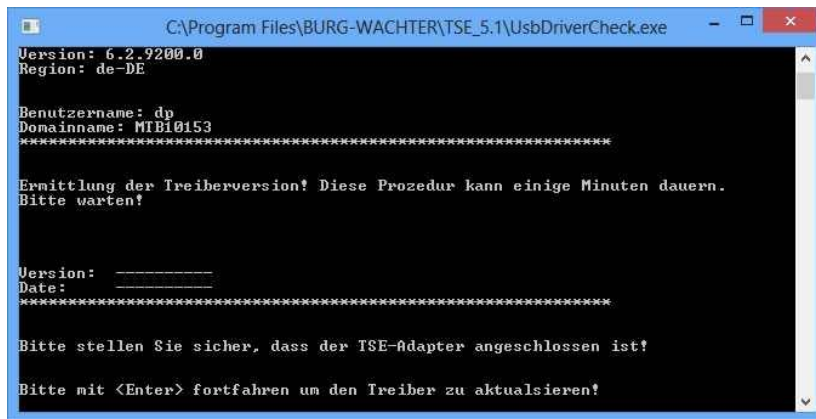 C:\Program Files\BURG-WACHTER\TSE_5.1\UsbDriverCheck.exe
Version: 6.2.9200.0
Region: de-DE
Benutzername: dp
Domainname: MTB10153
*************************************************************
Ermittlung der Treiberversion! Diese Prozedur kann einige Minuten dauern.
Bitte warten!
Version: ----------
Date: ----------
*************************************************************
Bitte stellen Sie sicher, dass der TSE-Adapter angeschlossen ist!
Bitte mit <Enter> fortfahren um den Treiber zu aktualsieren!